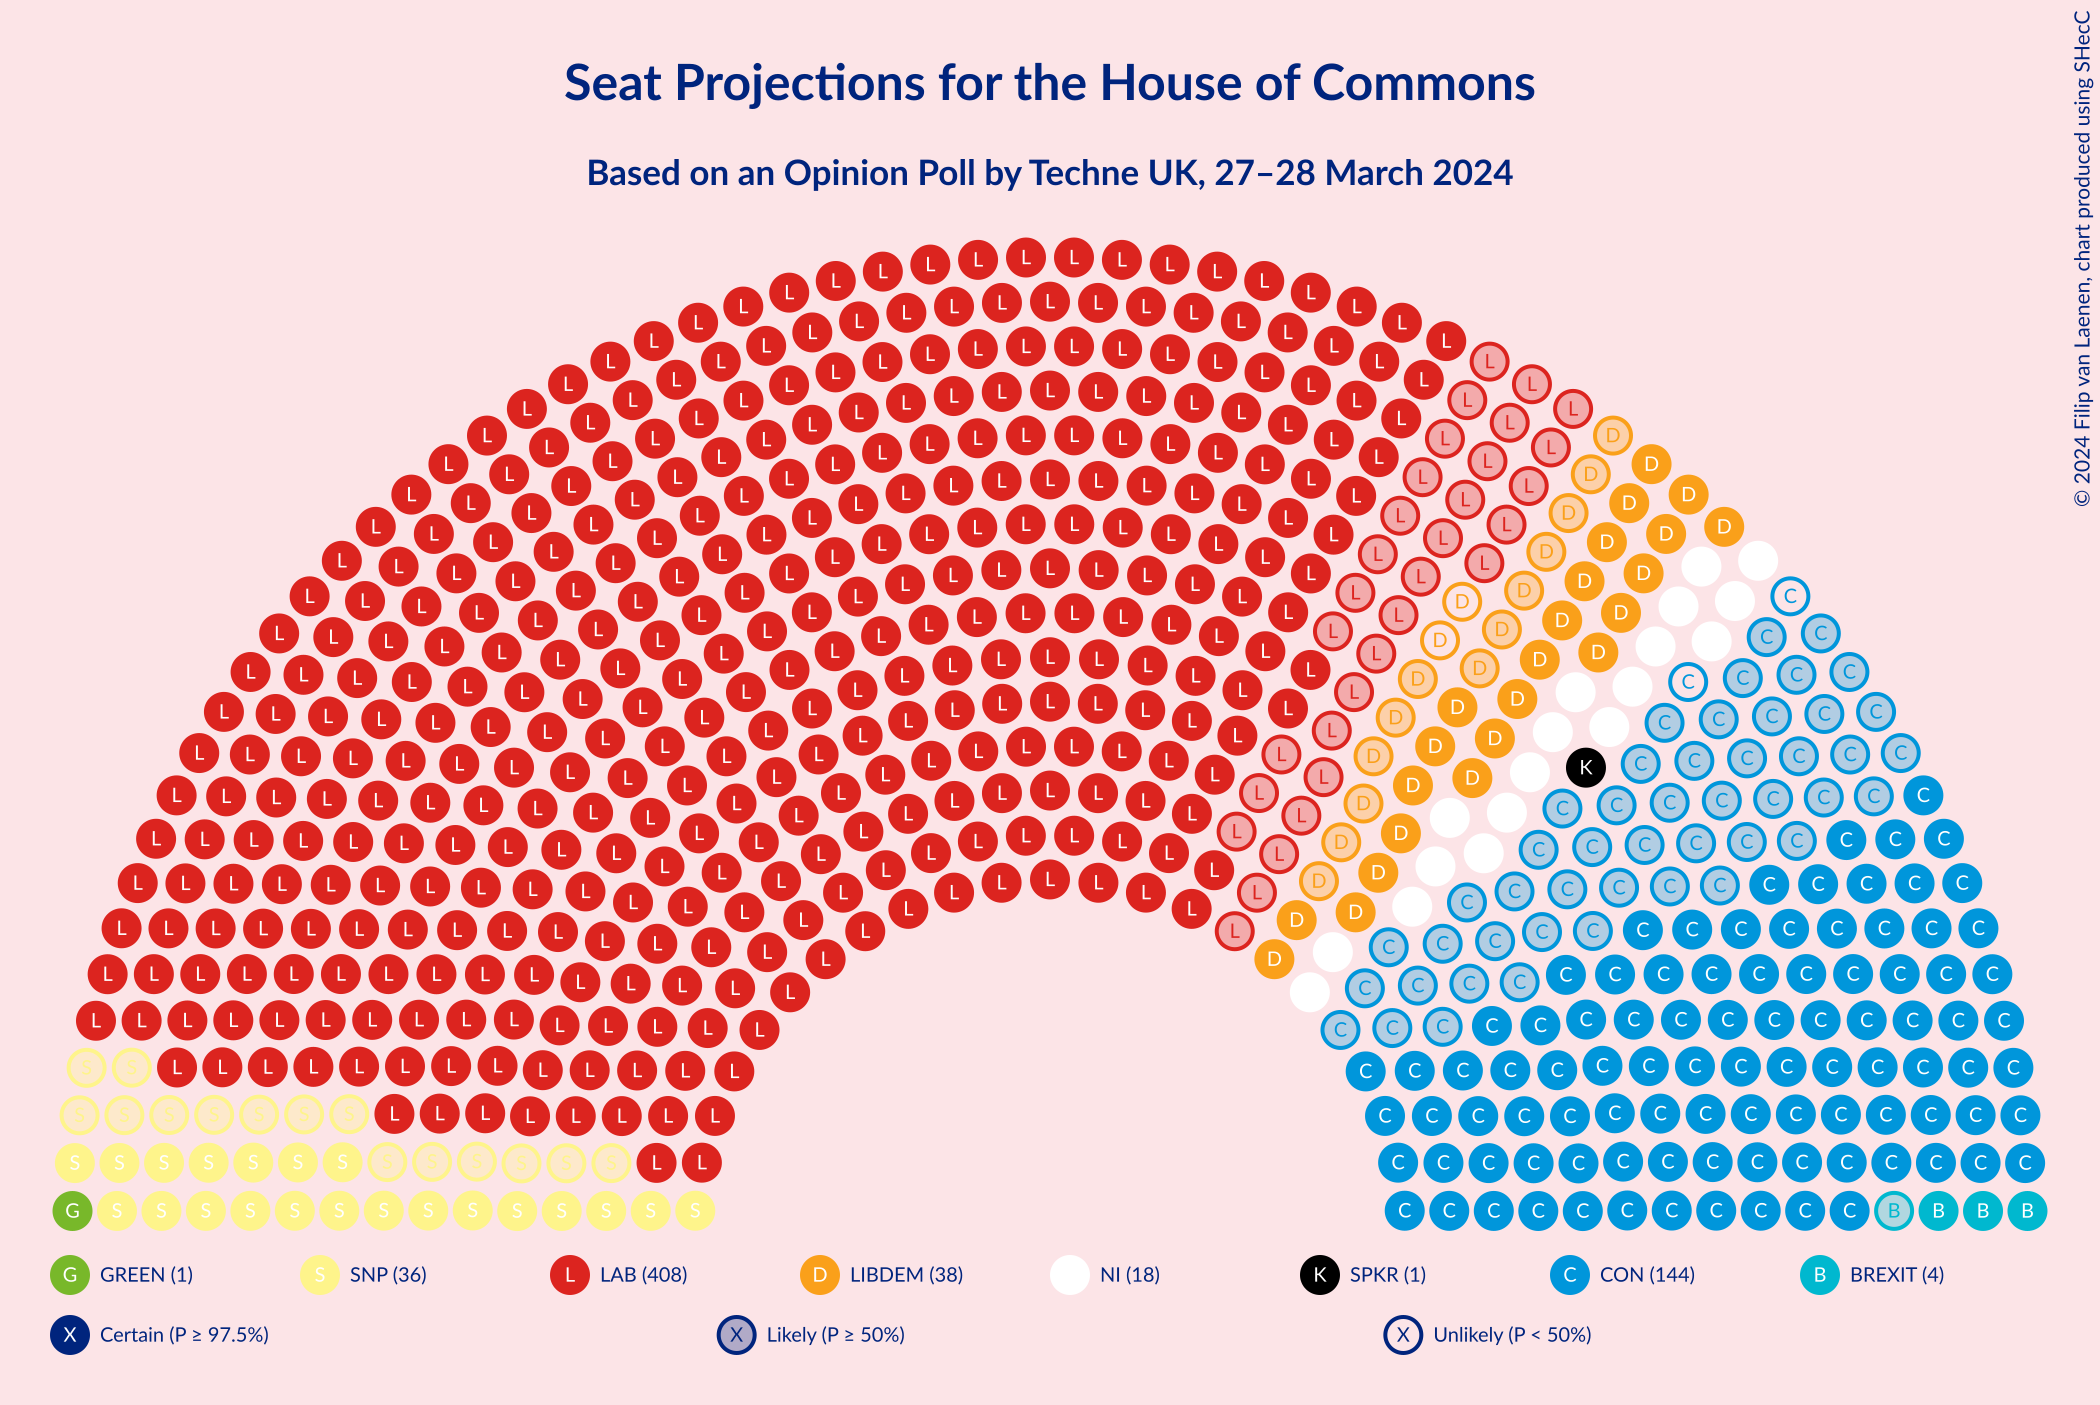 Seat Projections for the House of Commons
Based on an Opinion Poll by Techne UK, 27–28 March 2024
© 2024 Filip van Laenen, chart produced using SHecC
G GREEN (1) S SNP (36) L LAB (408) D LIBDEM (38) NI (18) K SPKR (1) C CON (144) B BREXIT (4)
X Certain (P ≥ 97.5%) X Likely (P ≥ 50%) X Unlikely (P < 50%)